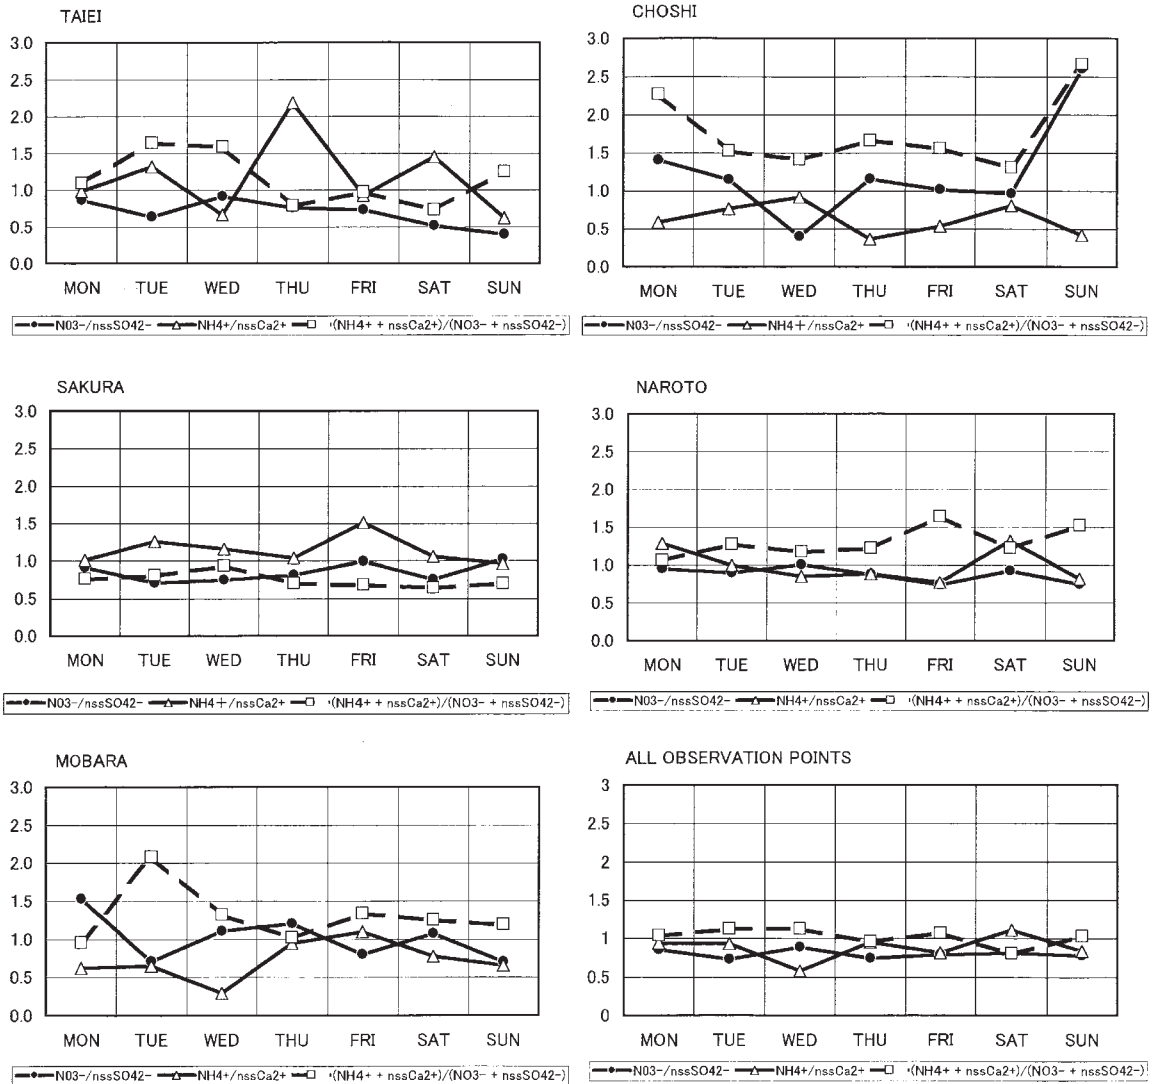 TAIEI
3.0
2.5
2.0
1.5
1.0
0.5
0.0
MON TUE WED THU FRI SAT SUN
N03-/nssSO42- NH4+/nssCa2+ (NH4+ + nssCa2+)/(NO3- + nssSO42-)
CHOSHI
3.0
2.5
2.0
1.5
1.0
0.5
0.0
MON TUE WED THU FRI SAT SUN
N03-/nssSO42- NH4+/nssCa2+ (NH4+ + nssCa2+)/(NO3- + nssSO42-)
SAKURA
3.0
2.5
2.0
1.5
1.0
0.5
0.0
MON TUE WED THU FRI SAT SUN
N03-/nssSO42- NH4+/nssCa2+ (NH4+ + nssCa2+)/(NO3- + nssSO42-)
NAROTO
3.0
2.5
2.0
1.5
1.0
0.5
0.0
MON TUE WED THU FRI SAT SUN
N03-/nssSO42- NH4+/nssCa2+ (NH4+ + nssCa2+)/(NO3- + nssSO42-)
MOBARA
3.0
2.5
2.0
1.5
1.0
0.5
0.0
MON TUE WED THU FRI SAT SUN
N03-/nssSO42- NH4+/nssCa2+ (NH4+ + nssCa2+)/(NO3- + nssSO42-)
ALL OBSERVATION POINTS
3
2.5
2
1.5
1
0.5
0
MON TUE WED THU FRI SAT SUN
N03-/nssSO42- NH4+/nssCa2+ (NH4+ + nssCa2+)/(NO3- + nssSO42-)